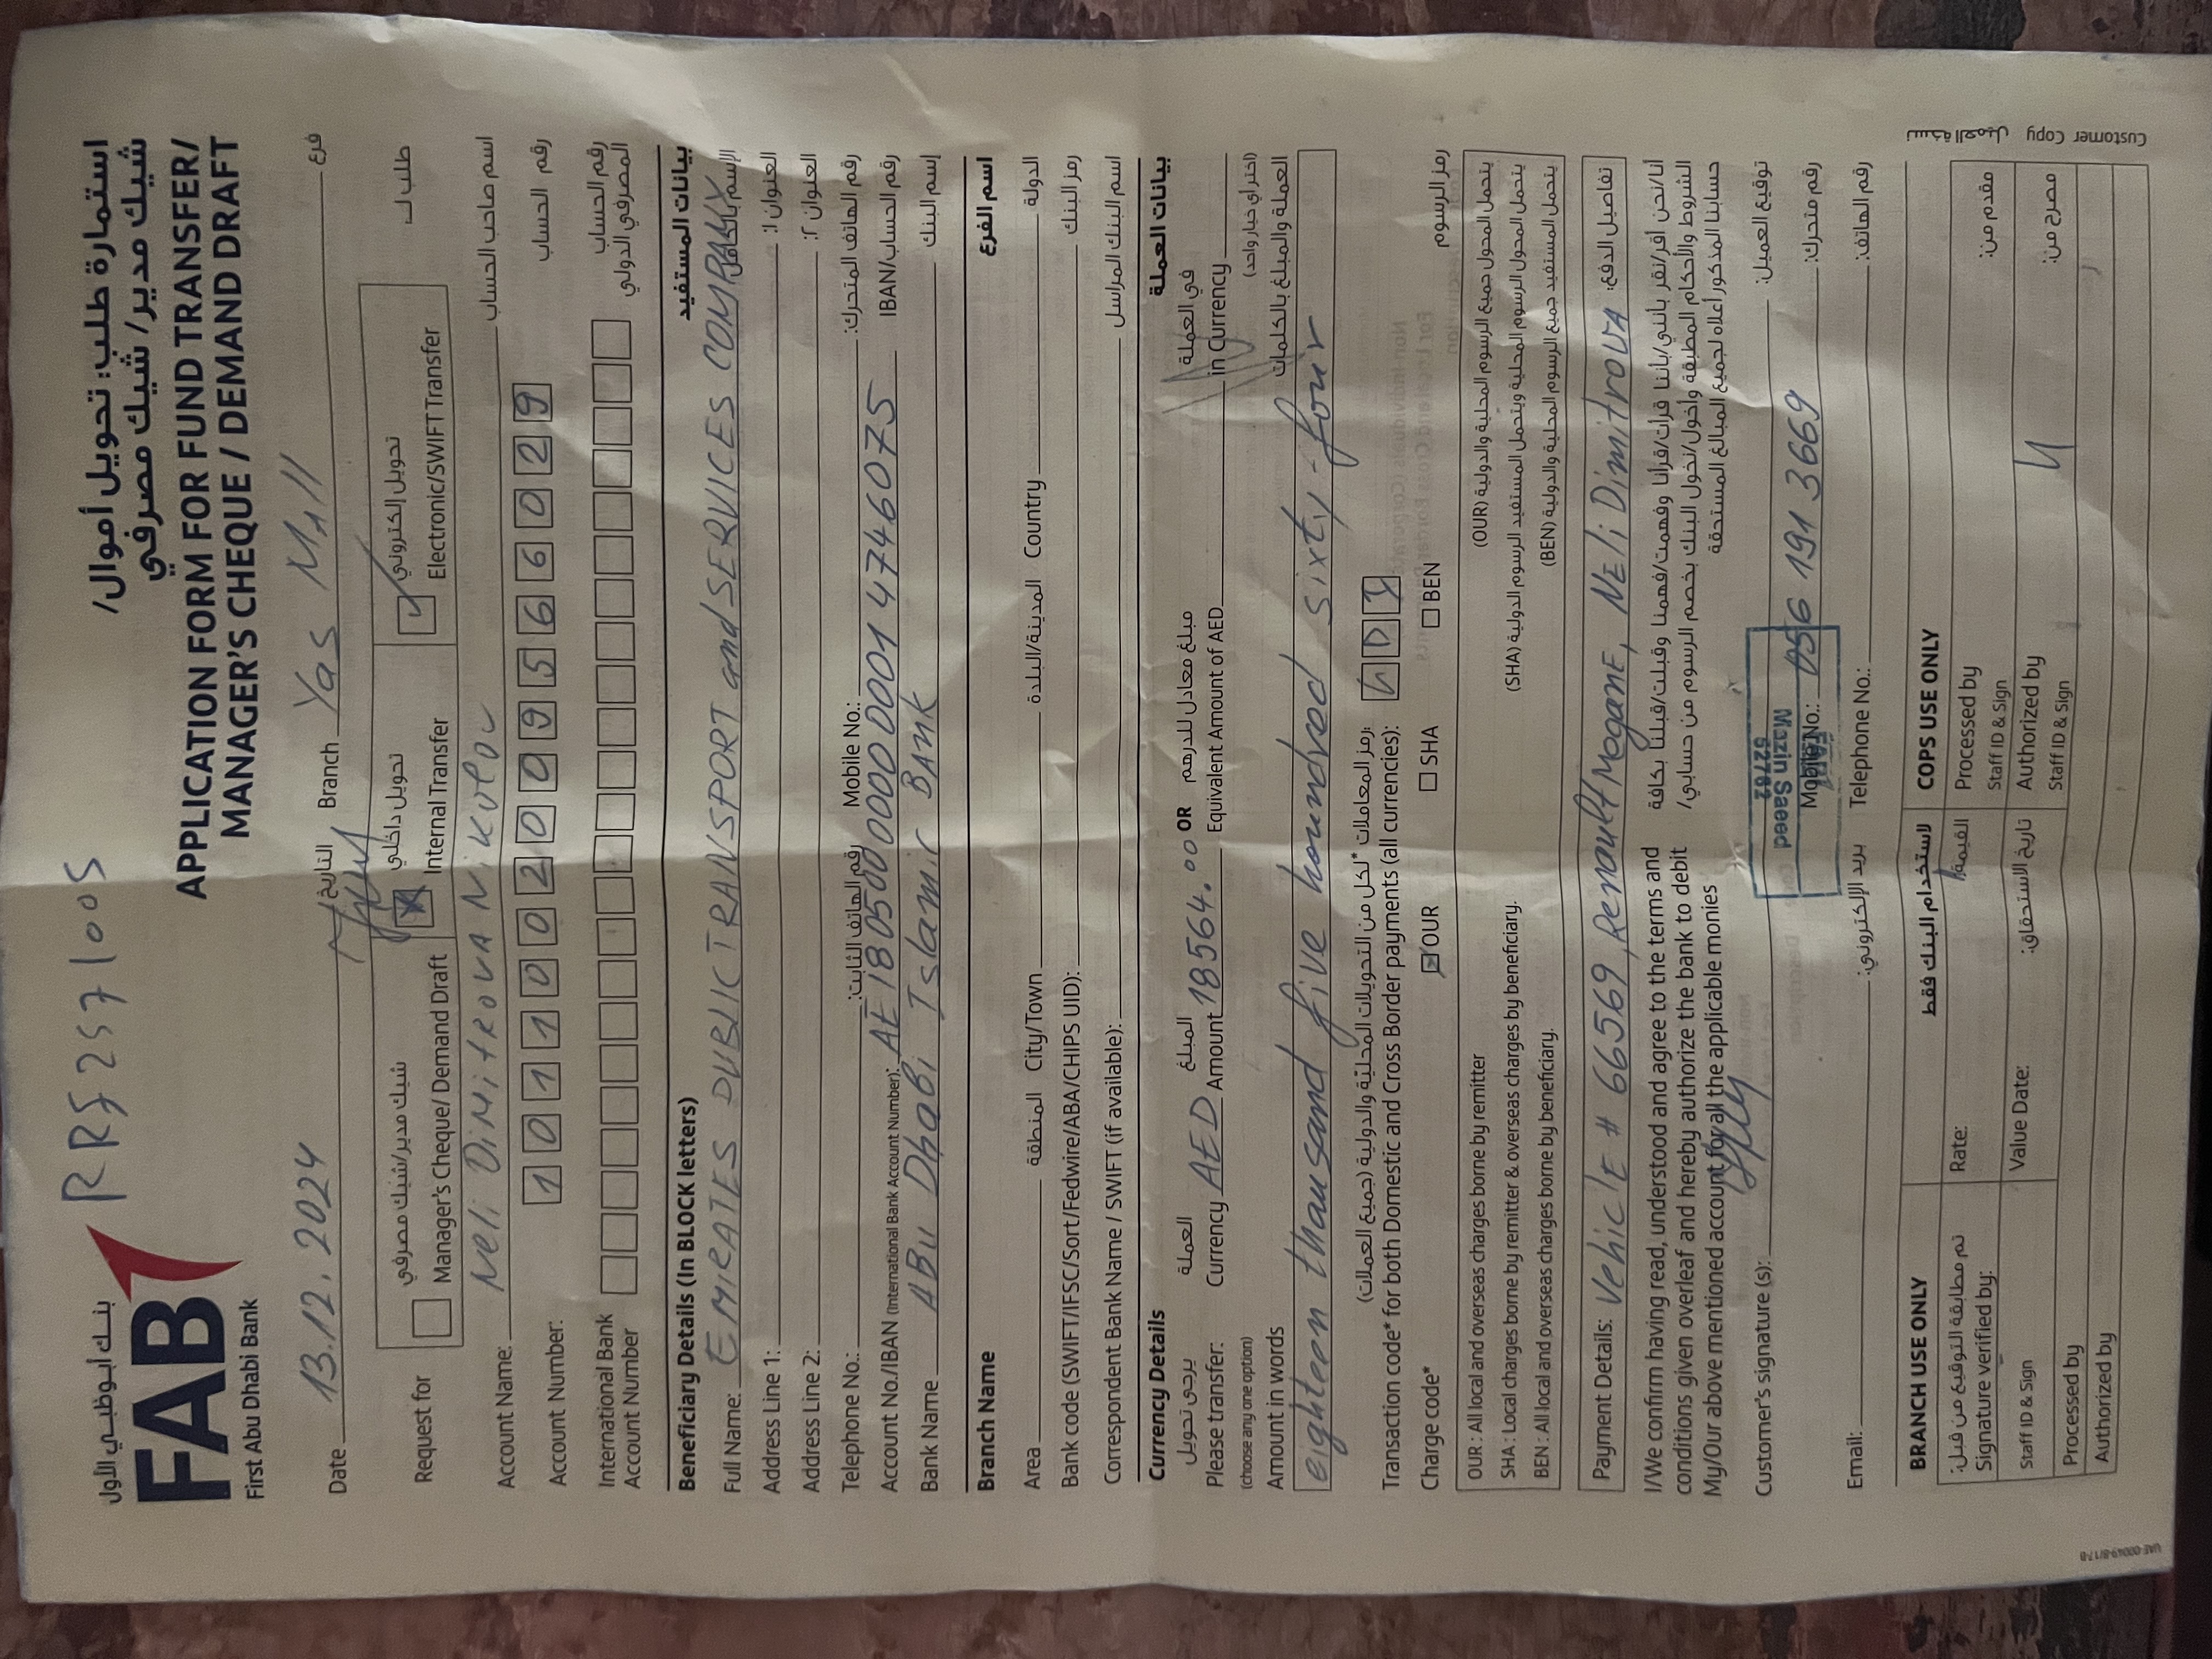 بنك أبوظبي الأول
FAB
First Abu Dhabi Bank
RF2571005
استمارة طلب: تحويل أموال/
شيك مدير/ شيك مصرفي
APPLICATION FORM FOR FUND TRANSFER/
MANAGER'S CHEQUE / DEMAND DRAFT
Date 13.12.2024 التاريخ Branch Yas Mall فرع
Request for شيك مدير/شيك مصرفي تحويل داخلي تحويل إلكتروني طلب لـ
Manager's Cheque/ Demand Draft Internal Transfer Electronic/SWIFT Transfer
Account Name: Neli DIMitROVA NiKOLOV اسم صاحب الحساب
Account Number: 1011002009566029 رقم الحساب
International Bank رقم الحساب
Account Number المصرفي الدولي
Beneficiary Details (In BLOCK letters) بيانات المستفيد
Full Name: EMIRATES PUBLIC TRANSPORT and SERVICES COMPANY الإسم بالكامل
Address Line 1: العنوان ١:
Address Line 2: العنوان ٢:
Telephone No.: رقم الهاتف الثابت: Mobile No.: رقم الهاتف المتحرك:
Account No./IBAN (International Bank Account Number): AE 18 0500 0000 0001 4746075 IBAN/رقم الحساب
Bank Name ABu Dhabi Islamic BANK إسم البنك
Branch Name اسم الفرع
Area المنطقة City/Town المدينة/البلدة Country الدولة
Bank code (SWIFT/IFSC/Sort/Fedwire/ABA/CHIPS UID): رمز البنك
Correspondent Bank Name / SWIFT (if available): اسم البنك المراسل
Currency Details بيانات العملة
يرجى تحويل العملة المبلغ مبلغ معادل للدرهم في العملة
Please transfer: Currency AED Amount 18564.00 OR Equivalent Amount of AED in Currency
(choose any one option) (اختر أي خيار واحد)
Amount in words العملة والمبلغ بالكلمات
eighteen thausand five houndred sixty-four
رمز المعاملات* لكل من التحويلات المحلية والدولية (جميع العملات)
Transaction code* for both Domestic and Cross Border payments (all currencies):
Charge code* OUR SHA BEN رمز الرسوم
OUR : All local and overseas charges borne by remitter (OUR) يتحمل المحول جميع الرسوم المحلية والدولية
SHA : Local charges borne by remitter & overseas charges by beneficiary. (SHA) يتحمل المحول الرسوم المحلية ويتحمل المستفيد الرسوم الدولية
BEN : All local and overseas charges borne by beneficiary. (BEN) يتحمل المستفيد جميع الرسوم المحلية والدولية
Payment Details: Vehicle # 66569, Renault Megane, NEli Dimitrova تفاصيل الدفع:
I/We confirm having read, understood and agree to the terms and أنا/نحن أقر/نقر بأنني/بأننا قرأت/قرأنا وفهمت/فهمنا وقبلت/قبلنا بكافة
conditions given overleaf and hereby authorize the bank to debit الشروط والأحكام المطبقة وأخول/نخول البنك بخصم الرسوم من حسابي/
My/Our above mentioned account for all the applicable monies حسابنا المذكور أعلاه لجميع المبالغ المستحقة
Customer's signature (s): توقيع العميل:
Mazin Saeed
62762
FAB1
Mobile No.: 056 191 3669 رقم متحرك:
Email: بريد الإلكتروني: Telephone No.: رقم الهاتف:
BRANCH USE ONLY لاستخدام البنك فقط COPS USE ONLY
تم مطابقة التوقيع من قبل:
Signature verified by: Rate: القيمة: Processed by مقدم من:
Staff ID & Sign
Staff ID & Sign Value Date: تاريخ الاستحقاق: Authorized by مصرح من:
Staff ID & Sign
Processed by
Authorized by
Customer Copy نسخة العميل
UAE-00049-8/17-B